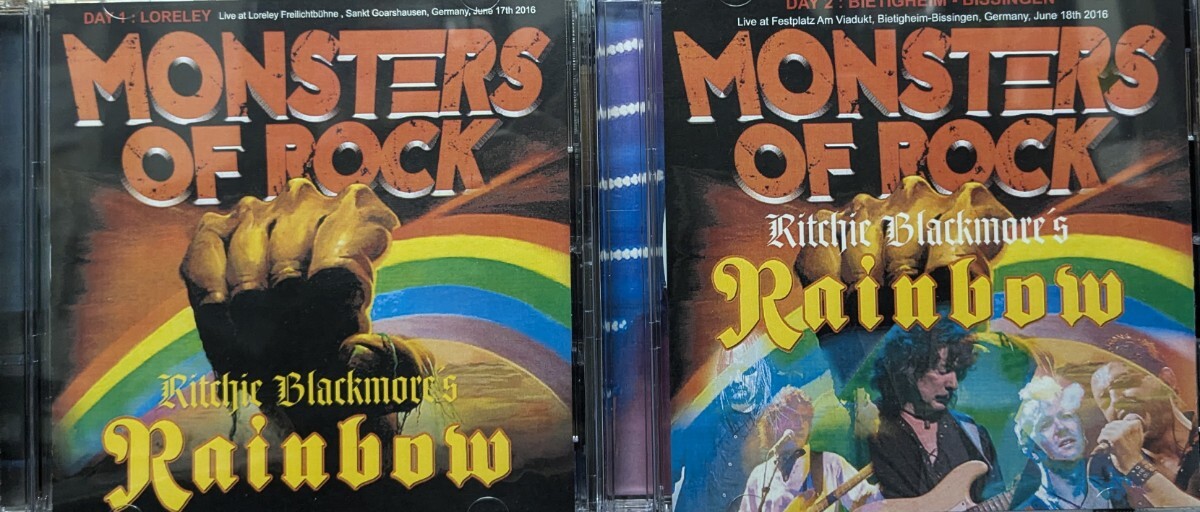 DAY 1 : LORELEY Live at Loreley Freilichtbühne , Sankt Goarshausen, Germany, June 17th 2016
MONSTERS
OF ROCK
Ritchie Blackmore's
Rainbow
DAY 2 : BIETIGHEIM - BISSINGEN
Live at Festplatz Am Viadukt, Bietigheim-Bissingen, Germany, June 18th 2016
MONSTERS
OF ROCK
Ritchie Blackmore's
Rainbow